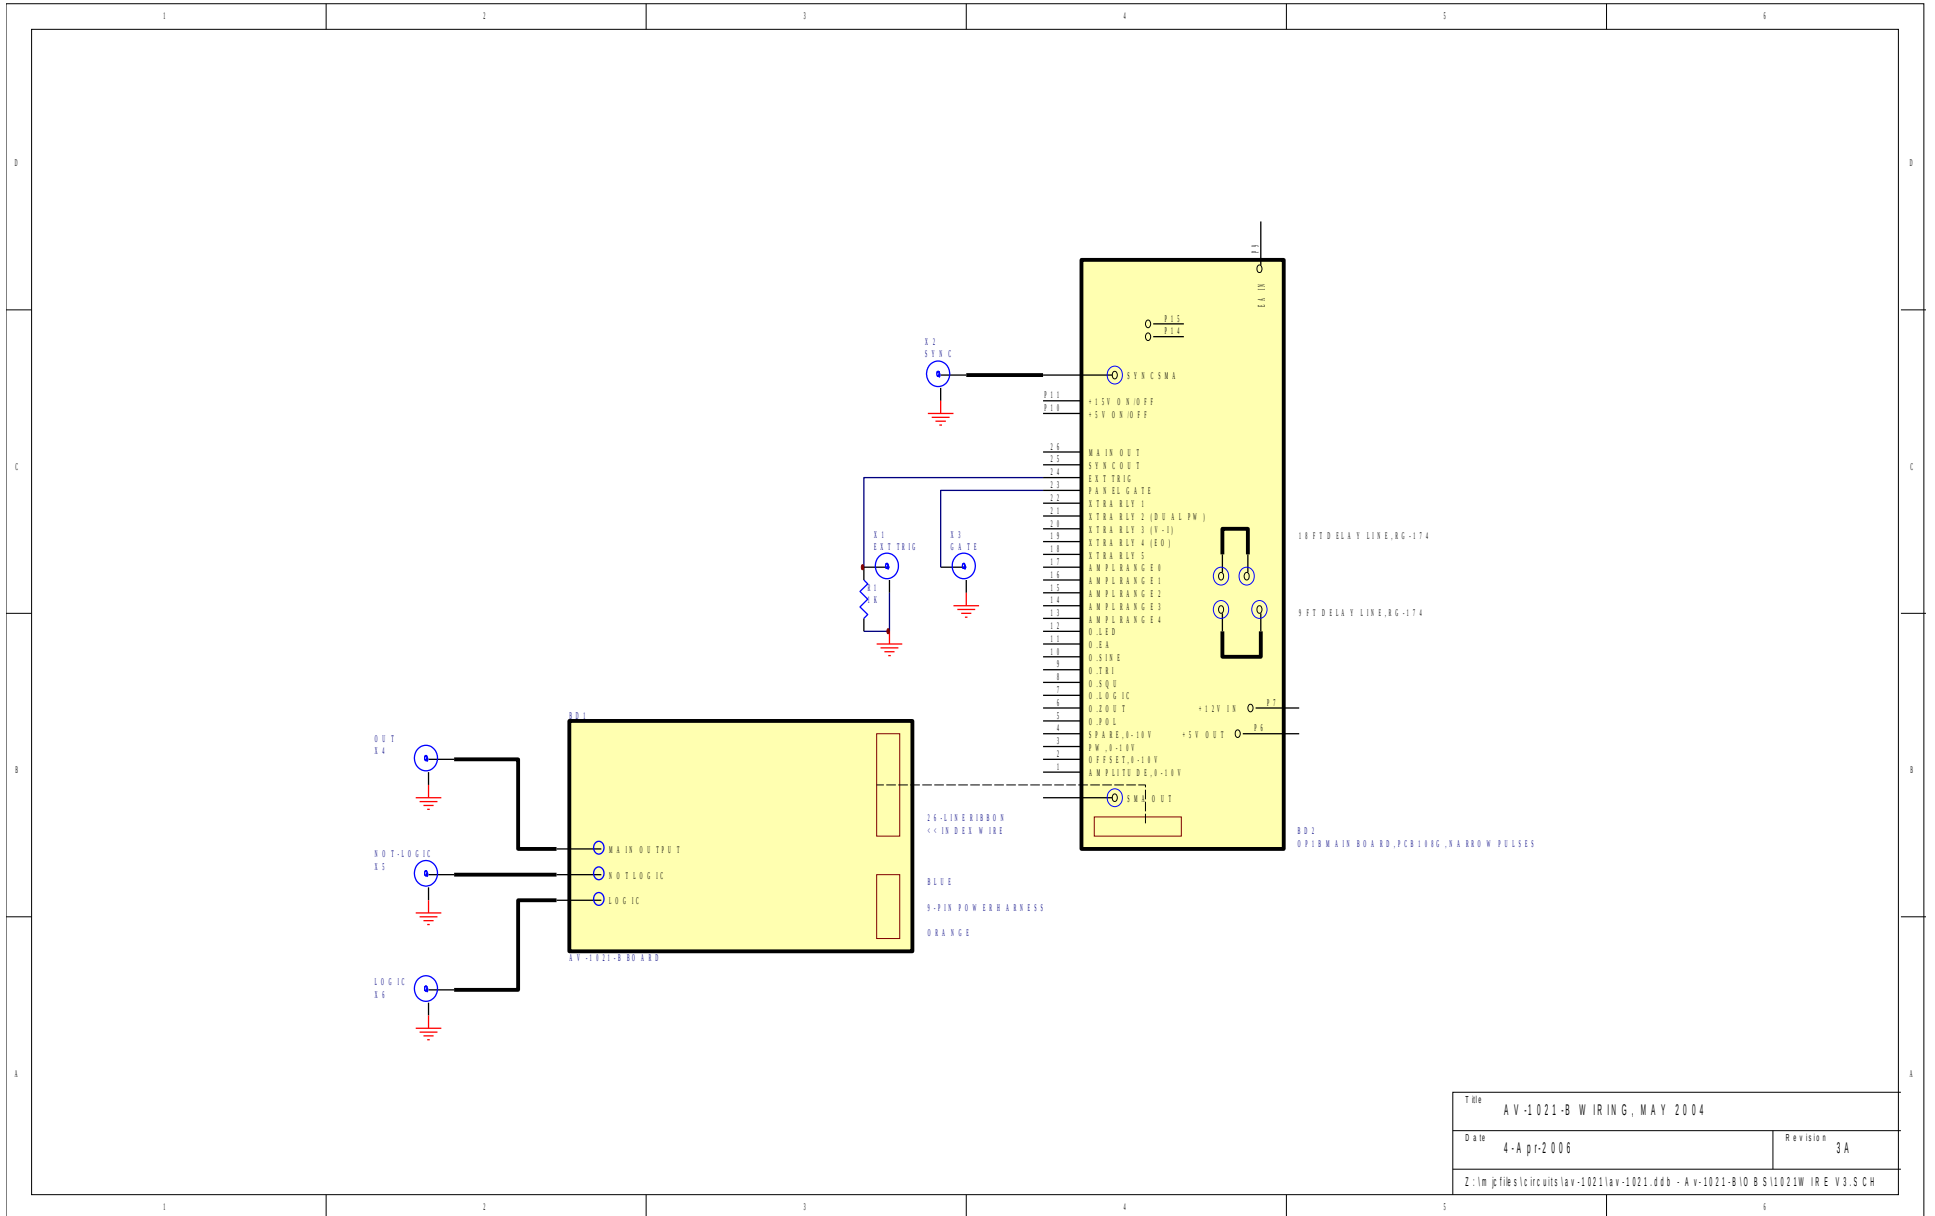 1 2 3 4 5 6
D D
P9
EA IN
P15
P14
X2
SYNC
SYNC SMA
P11 +15V ON/OFF
P10 +5V ON/OFF
26 MAIN OUT
25 SYNC OUT
C C
24 EXT TRIG
23 PANEL GATE
22 XTRA RLY 1
21 XTRA RLY 2 (DUAL PW)
20 XTRA RLY 3 (V-I)
19 XTRA RLY 4 (EO)
18 XTRA RLY 5
17 AMPL RANGE 0
16 AMPL RANGE 1
15 AMPL RANGE 2
14 AMPL RANGE 3
13 AMPL RANGE 4
12 O.LED
11 O.EA
10 O.SINE
9 O.TRI
8 O.SQU
7 O.LOGIC
6 O.ZOUT
5 O.POL
4 SPARE, 0-10V
3 PW, 0-10V
2 OFFSET, 0-10V
1 AMPLITUDE, 0-10V
SMA OUT
X1
EXT TRIG
X3
GATE
R1
1K
18 FT DELAY LINE, RG-174
9 FT DELAY LINE, RG-174
+12V IN P7
+5V OUT P6
BD1
OUT
X4
B B
26-LINE RIBBON
<< INDEX WIRE
BD2
OP1B MAIN BOARD, PCB108G, NARROW PULSES
MAIN OUTPUT
NOT-LOGIC
X5
NOT LOGIC
LOGIC
BLUE
9-PIN POWER HARNESS
ORANGE
AV-1021-B BOARD
LOGIC
X6
A A
Title
AV-1021-B WIRING, MAY 2004
Date
4-Apr-2006
Revision
3A
Z:\mjcfiles\circuits\av-1021\av-1021.ddb - Av-1021-B\OBS\1021WIREV3.SCH
1 2 3 4 5 6